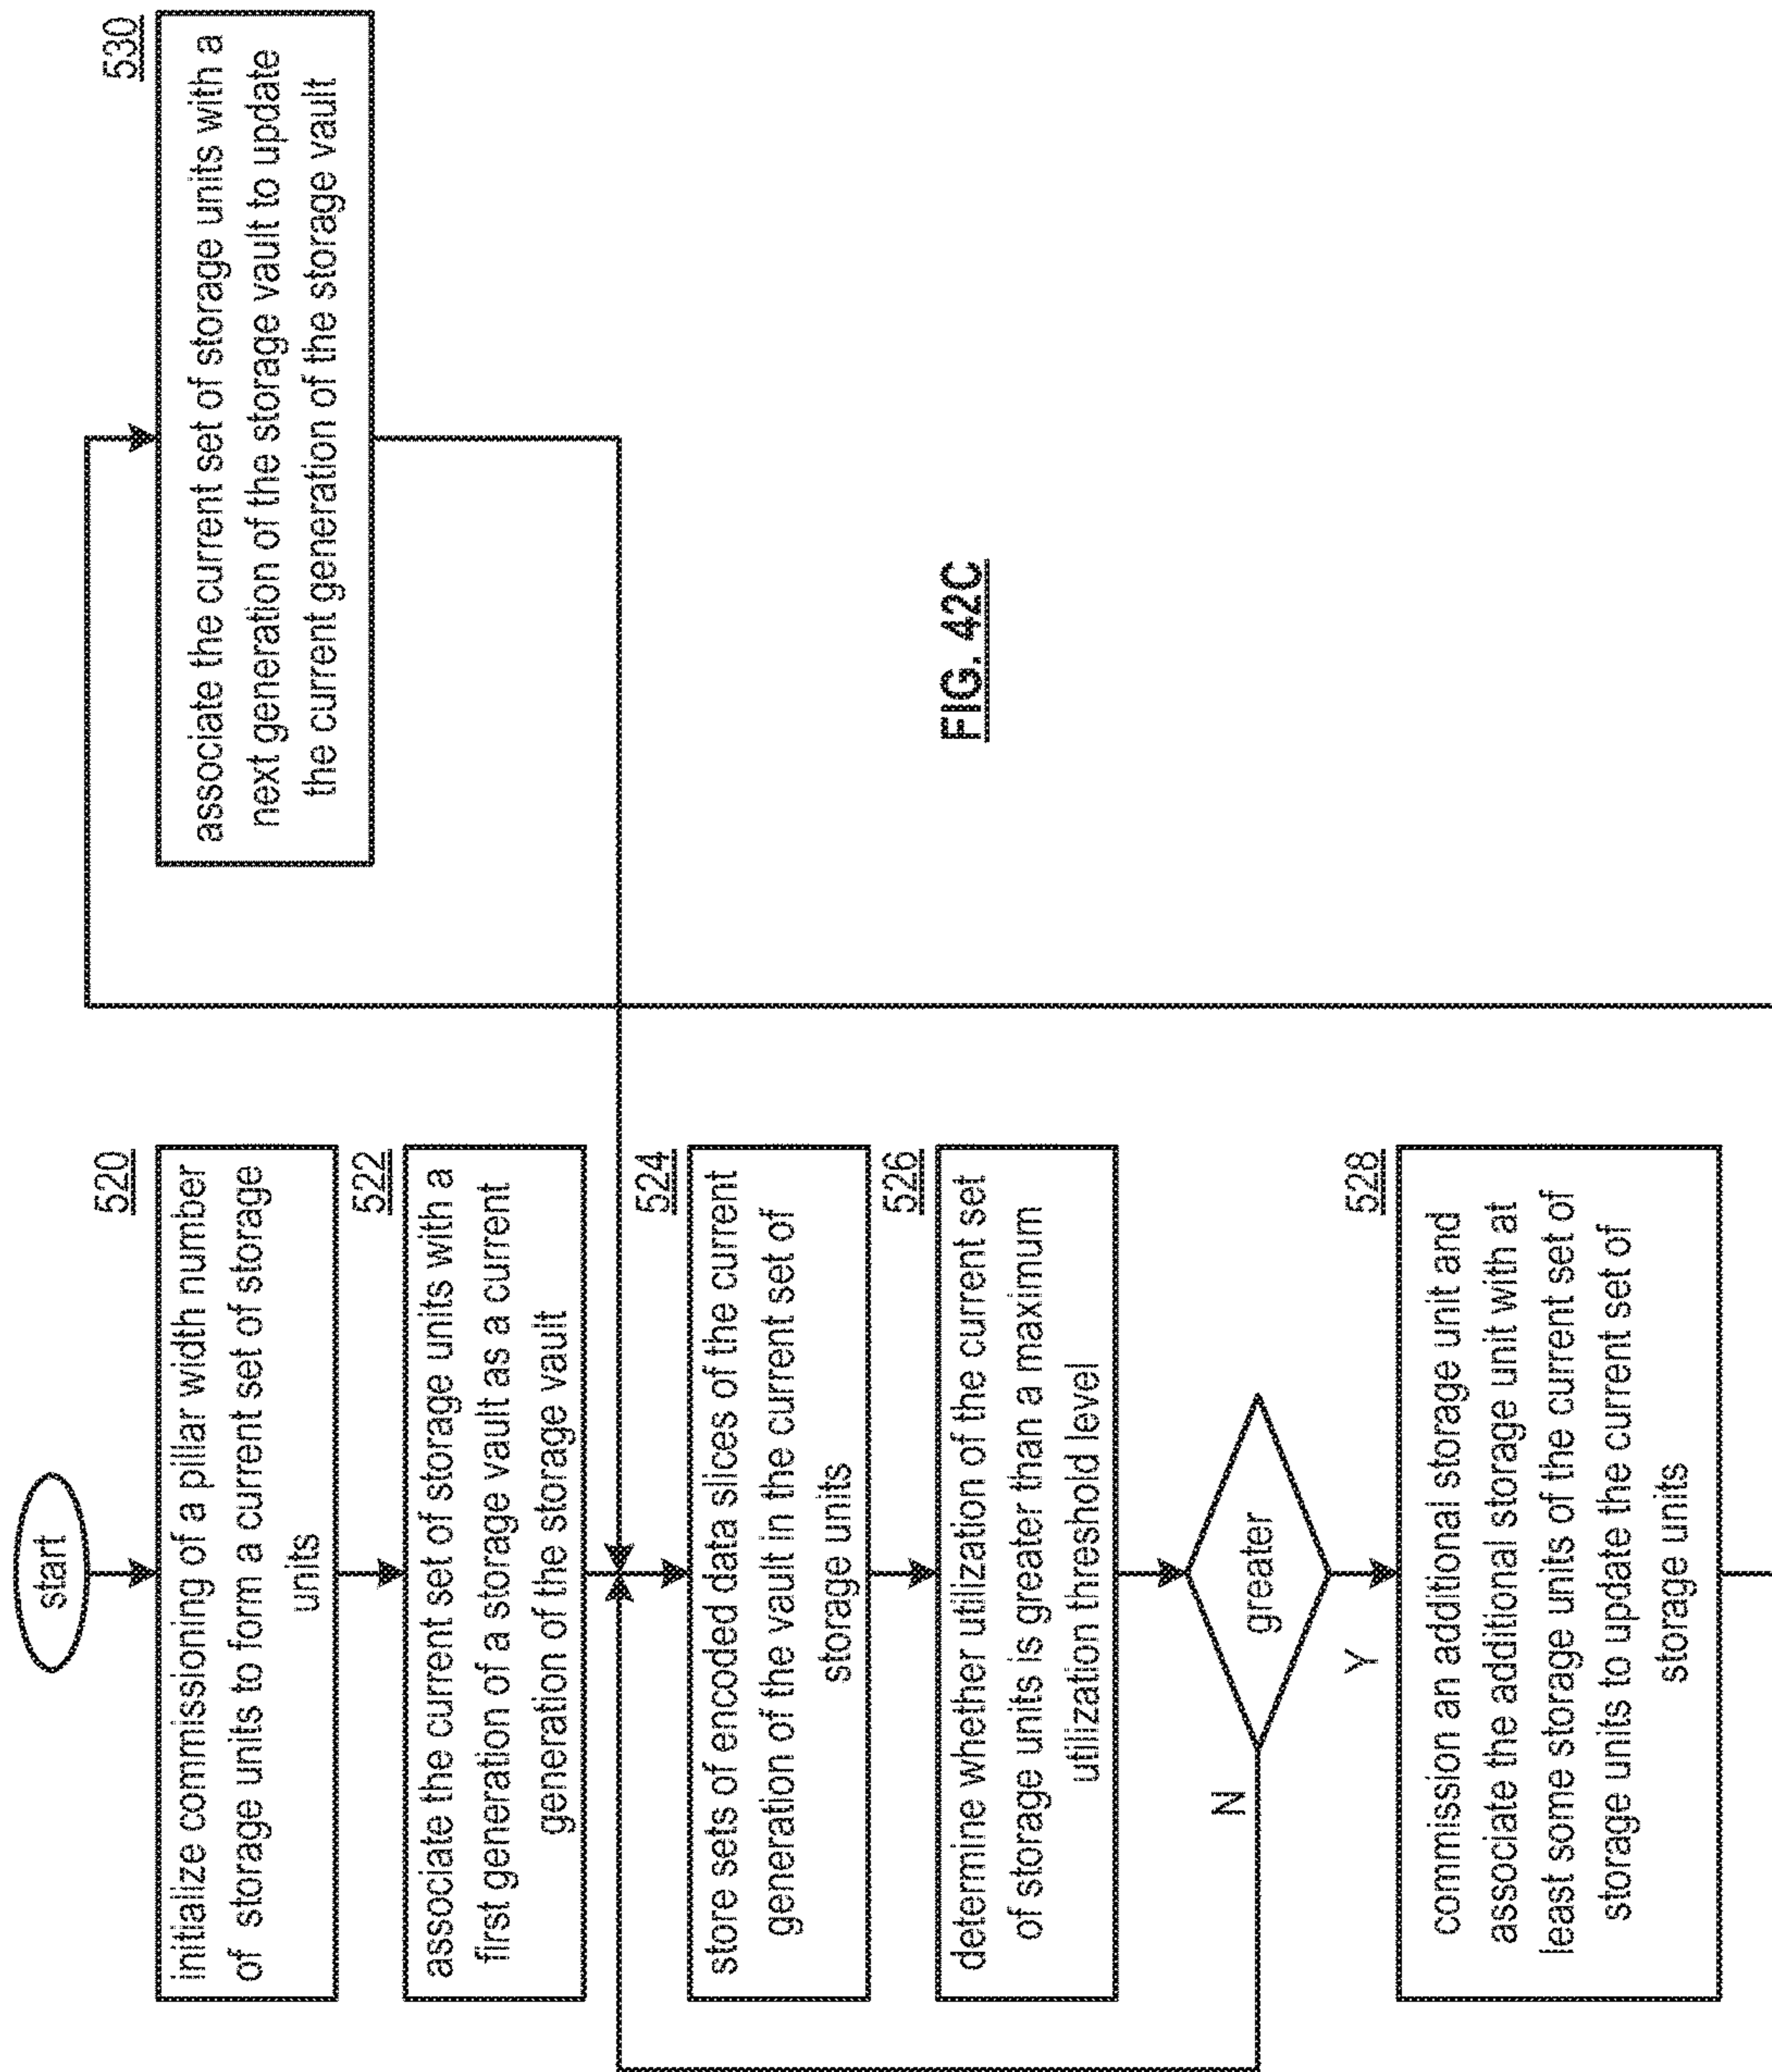 start
520
initialize commissioning of a pillar width number
of storage units to form a current set of storage
units
522
associate the current set of storage units with a
first generation of a storage vault as a current
generation of the storage vault
524
store sets of encoded data slices of the current
generation of the vault in the current set of
storage units
526
determine whether utilization of the current set
of storage units is greater than a maximum
utilization threshold level
greater
N
Y
528
commission an additional storage unit and
associate the additional storage unit with at
least some storage units of the current set of
storage units to update the current set of
storage units
530
associate the current set of storage units with a
next generation of the storage vault to update
the current generation of the storage vault
FIG. 42C